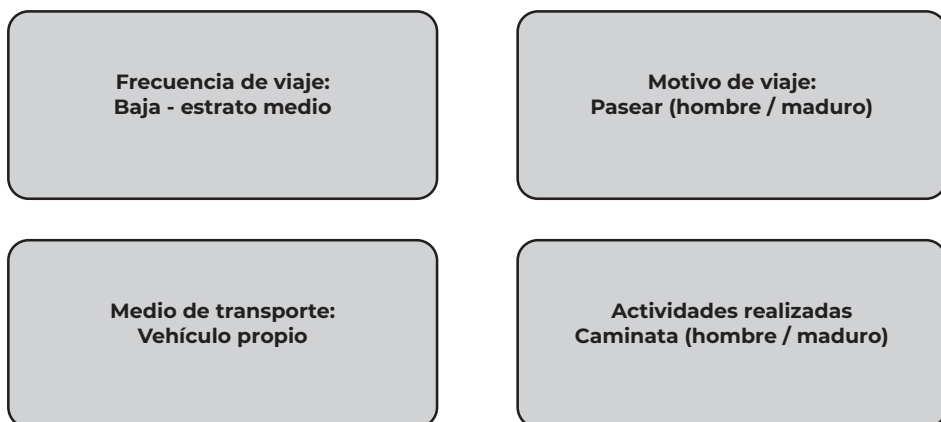 Frecuencia de viaje:
Baja - estrato medio
Motivo de viaje:
Pasear (hombre / maduro)
Medio de transporte:
Vehículo propio
Actividades realizadas
Caminata (hombre / maduro)